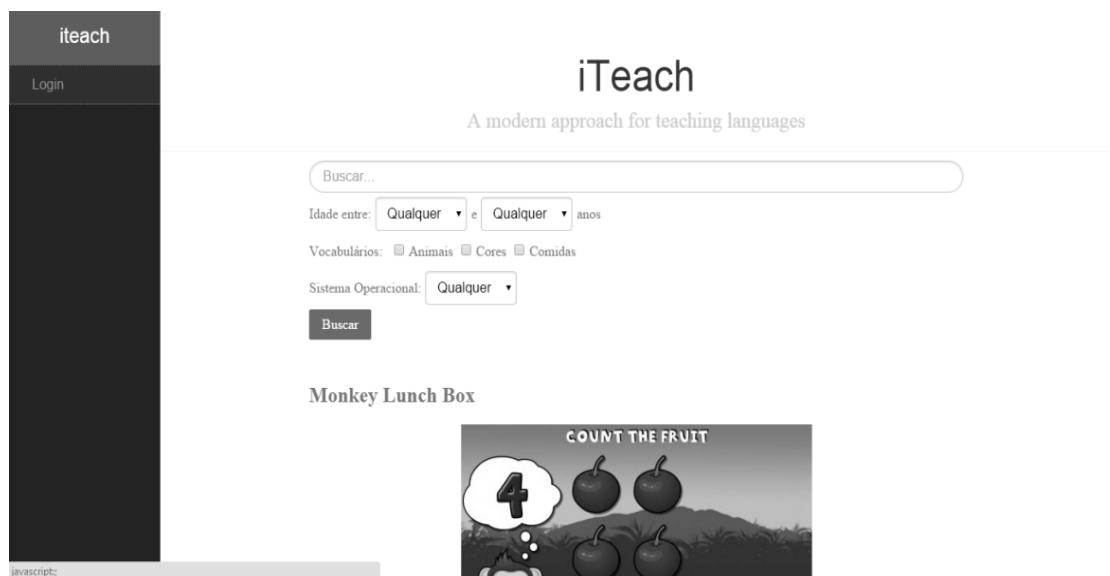 iteach
Login
iTeach
A modern approach for teaching languages
Buscar...
Idade entre: Qualquer e Qualquer anos
Vocabulários: Animais Cores Comidas
Sistema Operacional: Qualquer
Buscar
Monkey Lunch Box
COUNT THE FRUIT
4
javascript:;